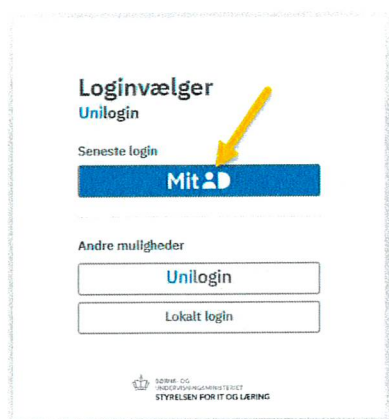 Loginvælger
Unilogin
Seneste login
MitID
Andre muligheder
Unilogin
Lokalt login
BØRNE- OG
UNDERVISNINGSMINISTERIET
STYRELSEN FOR IT OG LÆRING